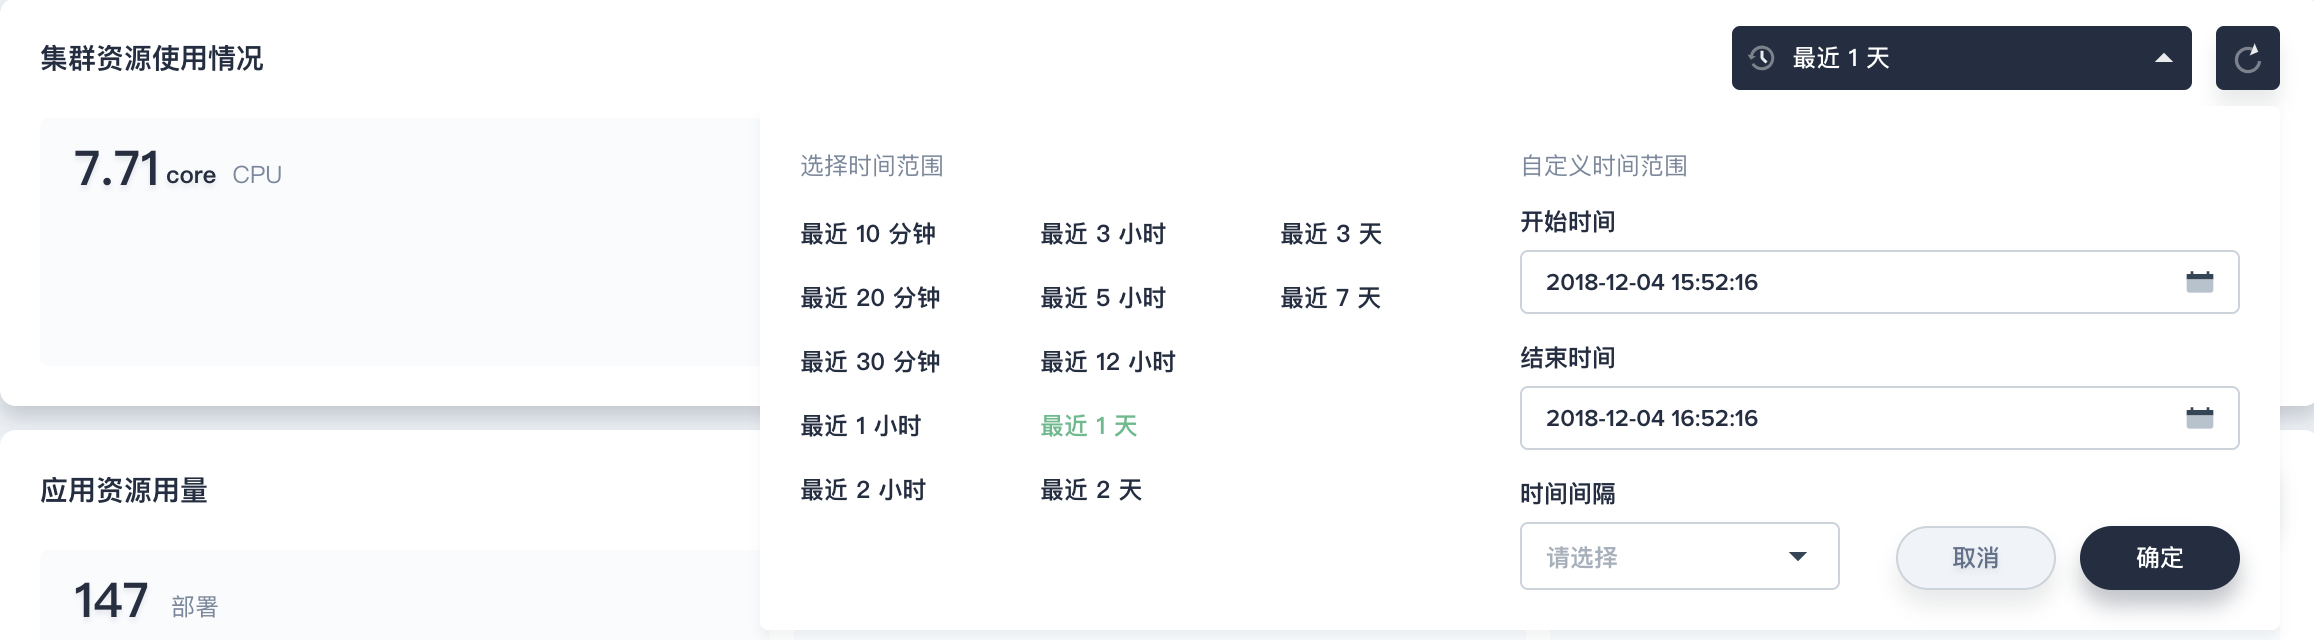 集群资源使用情况
最近 1 天
7.71 core CPU
选择时间范围
最近 10 分钟
最近 3 小时
最近 3 天
最近 20 分钟
最近 5 小时
最近 7 天
最近 30 分钟
最近 12 小时
最近 1 小时
最近 1 天
最近 2 小时
最近 2 天
自定义时间范围
开始时间
2018-12-04 15:52:16
结束时间
2018-12-04 16:52:16
时间间隔
请选择
取消
确定
应用资源用量
147 部署